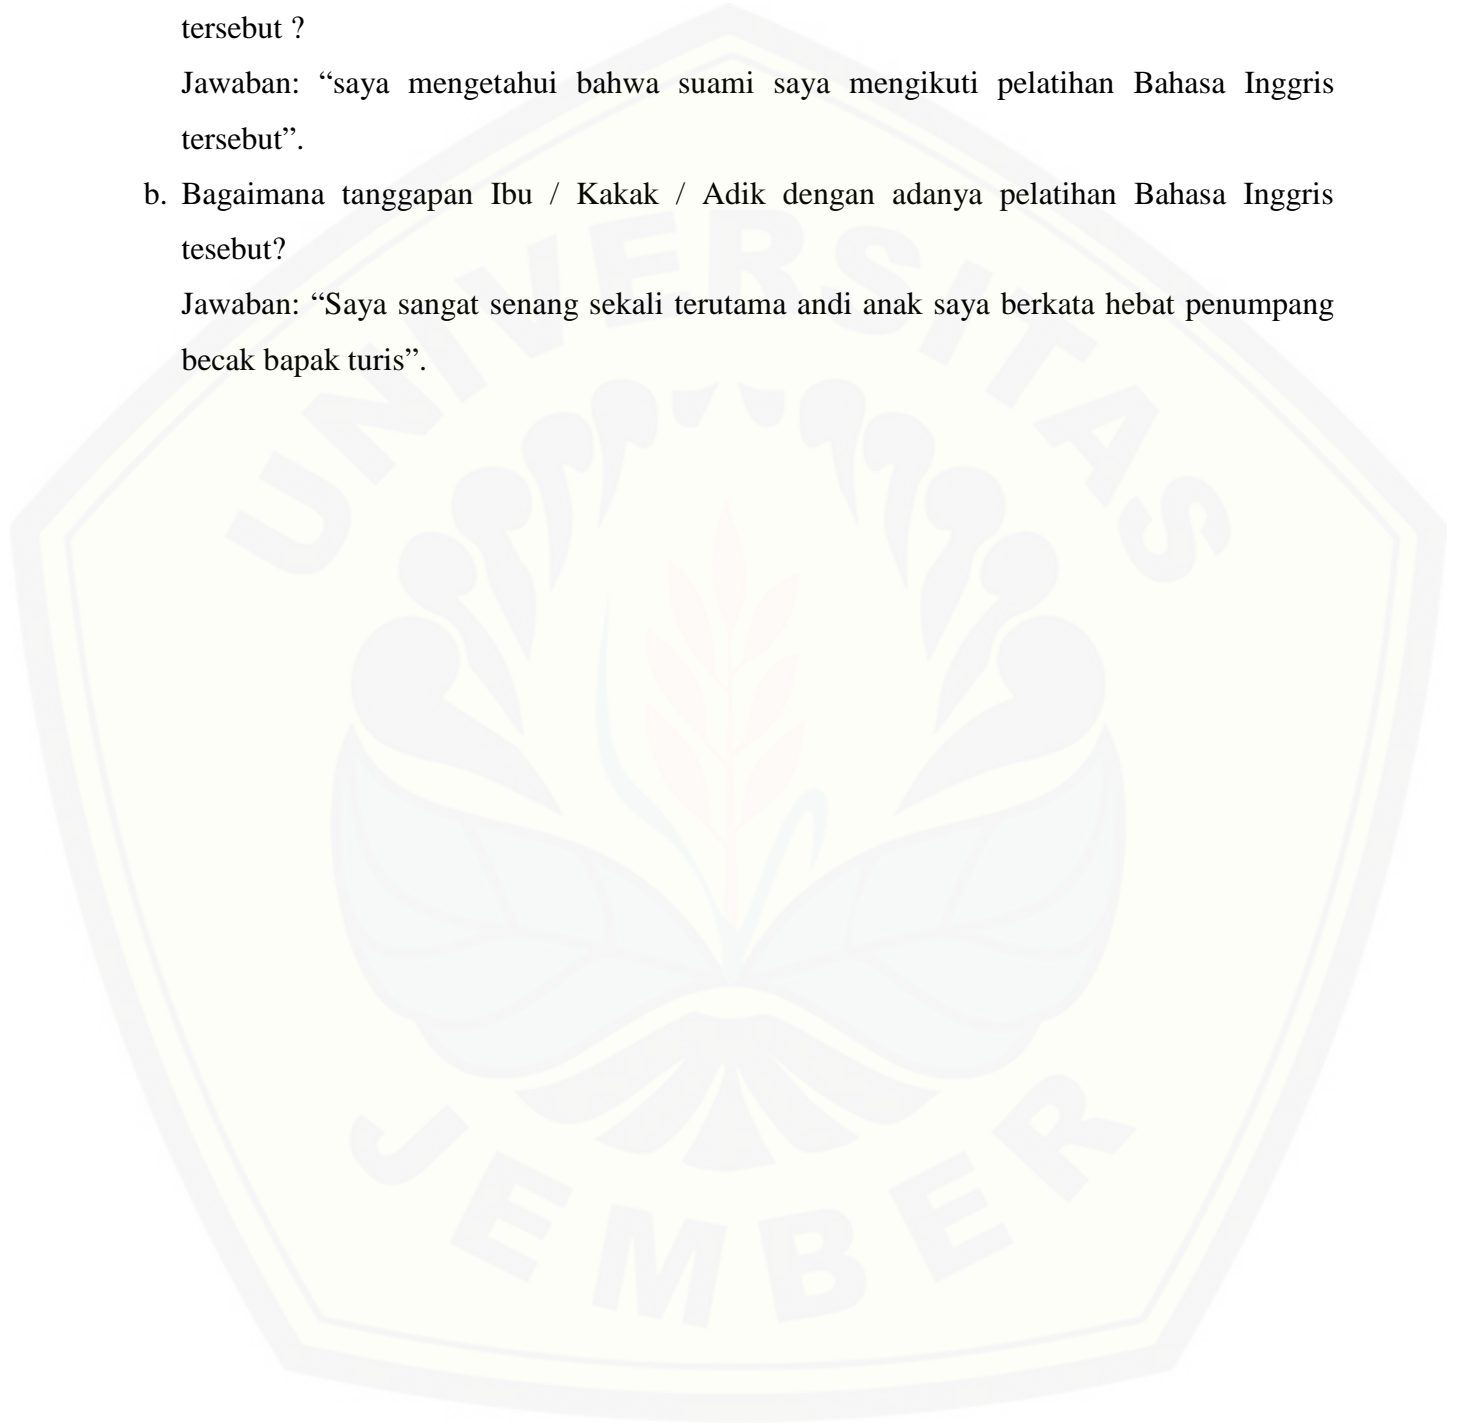 tersebut ?
Jawaban: “saya mengetahui bahwa suami saya mengikuti pelatihan Bahasa Inggris
tersebut”.
b. Bagaimana tanggapan Ibu / Kakak / Adik dengan adanya pelatihan Bahasa Inggris
tesebut?
Jawaban: “Saya sangat senang sekali terutama andi anak saya berkata hebat penumpang
becak bapak turis”.
UNIVERSITAS
JEMBER